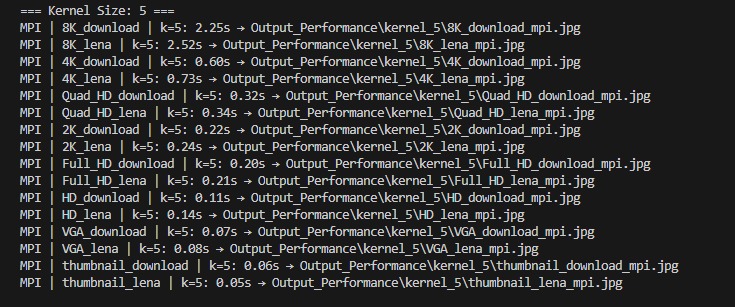 === Kernel Size: 5 ===
MPI | 8K_download | k=5: 2.25s → Output_Performance\kernel_5\8K_download_mpi.jpg
MPI | 8K_lena | k=5: 2.52s → Output_Performance\kernel_5\8K_lena_mpi.jpg
MPI | 4K_download | k=5: 0.60s → Output_Performance\kernel_5\4K_download_mpi.jpg
MPI | 4K_lena | k=5: 0.73s → Output_Performance\kernel_5\4K_lena_mpi.jpg
MPI | Quad_HD_download | k=5: 0.32s → Output_Performance\kernel_5\Quad_HD_download_mpi.jpg
MPI | Quad_HD_lena | k=5: 0.34s → Output_Performance\kernel_5\Quad_HD_lena_mpi.jpg
MPI | 2K_download | k=5: 0.22s → Output_Performance\kernel_5\2K_download_mpi.jpg
MPI | 2K_lena | k=5: 0.24s → Output_Performance\kernel_5\2K_lena_mpi.jpg
MPI | Full_HD_download | k=5: 0.20s → Output_Performance\kernel_5\Full_HD_download_mpi.jpg
MPI | Full_HD_lena | k=5: 0.21s → Output_Performance\kernel_5\Full_HD_lena_mpi.jpg
MPI | HD_download | k=5: 0.11s → Output_Performance\kernel_5\HD_download_mpi.jpg
MPI | HD_lena | k=5: 0.14s → Output_Performance\kernel_5\HD_lena_mpi.jpg
MPI | VGA_download | k=5: 0.07s → Output_Performance\kernel_5\VGA_download_mpi.jpg
MPI | VGA_lena | k=5: 0.08s → Output_Performance\kernel_5\VGA_lena_mpi.jpg
MPI | thumbnail_download | k=5: 0.06s → Output_Performance\kernel_5\thumbnail_download_mpi.jpg
MPI | thumbnail_lena | k=5: 0.05s → Output_Performance\kernel_5\thumbnail_lena_mpi.jpg